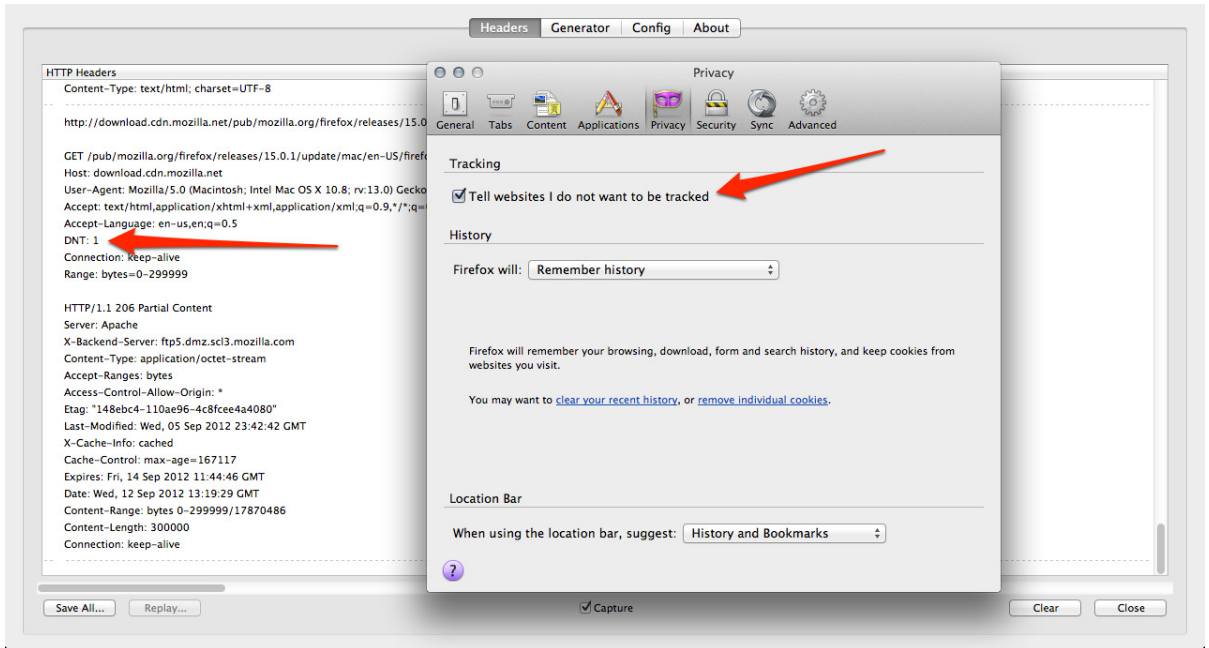 Headers Generator Config About
HTTP Headers
Content-Type: text/html; charset=UTF-8
http://download.cdn.mozilla.net/pub/mozilla.org/firefox/releases/15.0
GET /pub/mozilla.org/firefox/releases/15.0.1/update/mac/en-US/firef
Host: download.cdn.mozilla.net
User-Agent: Mozilla/5.0 (Macintosh; Intel Mac OS X 10.8; rv:13.0) Gecko
Accept: text/html,application/xhtml+xml,application/xml;q=0.9,*/*;q=
Accept-Language: en-us,en;q=0.5
DNT: 1
Connection: keep-alive
Range: bytes=0-299999
HTTP/1.1 206 Partial Content
Server: Apache
X-Backend-Server: ftp5.dmz.scl3.mozilla.com
Content-Type: application/octet-stream
Accept-Ranges: bytes
Access-Control-Allow-Origin: *
Etag: "148ebc4-110ae96-4c8fcee4a4080"
Last-Modified: Wed, 05 Sep 2012 23:42:42 GMT
X-Cache-Info: cached
Cache-Control: max-age=167117
Expires: Fri, 14 Sep 2012 11:44:46 GMT
Date: Wed, 12 Sep 2012 13:19:29 GMT
Content-Range: bytes 0-299999/17870486
Content-Length: 300000
Connection: keep-alive
Privacy
General Tabs Content Applications Privacy Security Sync Advanced
Tracking
Tell websites I do not want to be tracked
History
Firefox will: Remember history
Firefox will remember your browsing, download, form and search history, and keep cookies from
websites you visit.
You may want to clear your recent history, or remove individual cookies.
Location Bar
When using the location bar, suggest: History and Bookmarks
?
Save All... Replay... Capture Clear Close